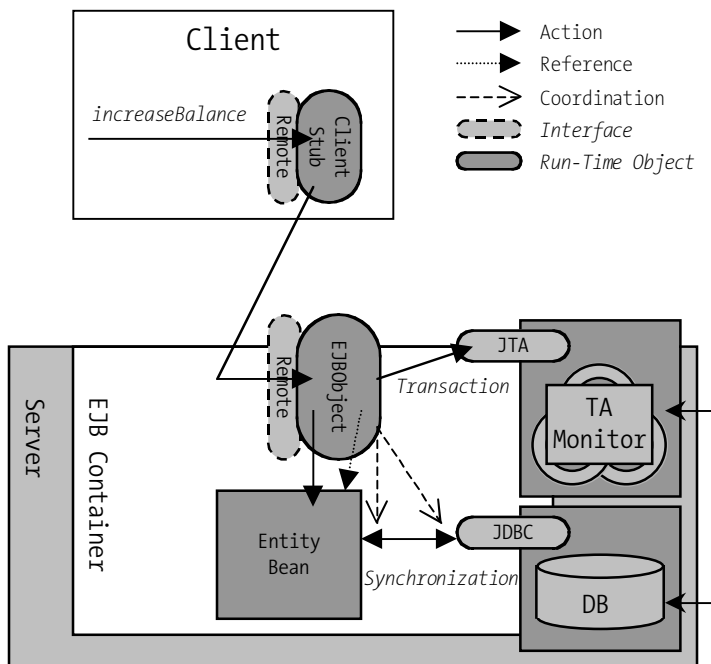 Client
increaseBalance
Remote
Client
Stub
Action
Reference
Coordination
Interface
Run-Time Object
Server
EJB Container
Remote
EJBObject
Transaction
JTA
TA
Monitor
Entity
Bean
Synchronization
JDBC
DB